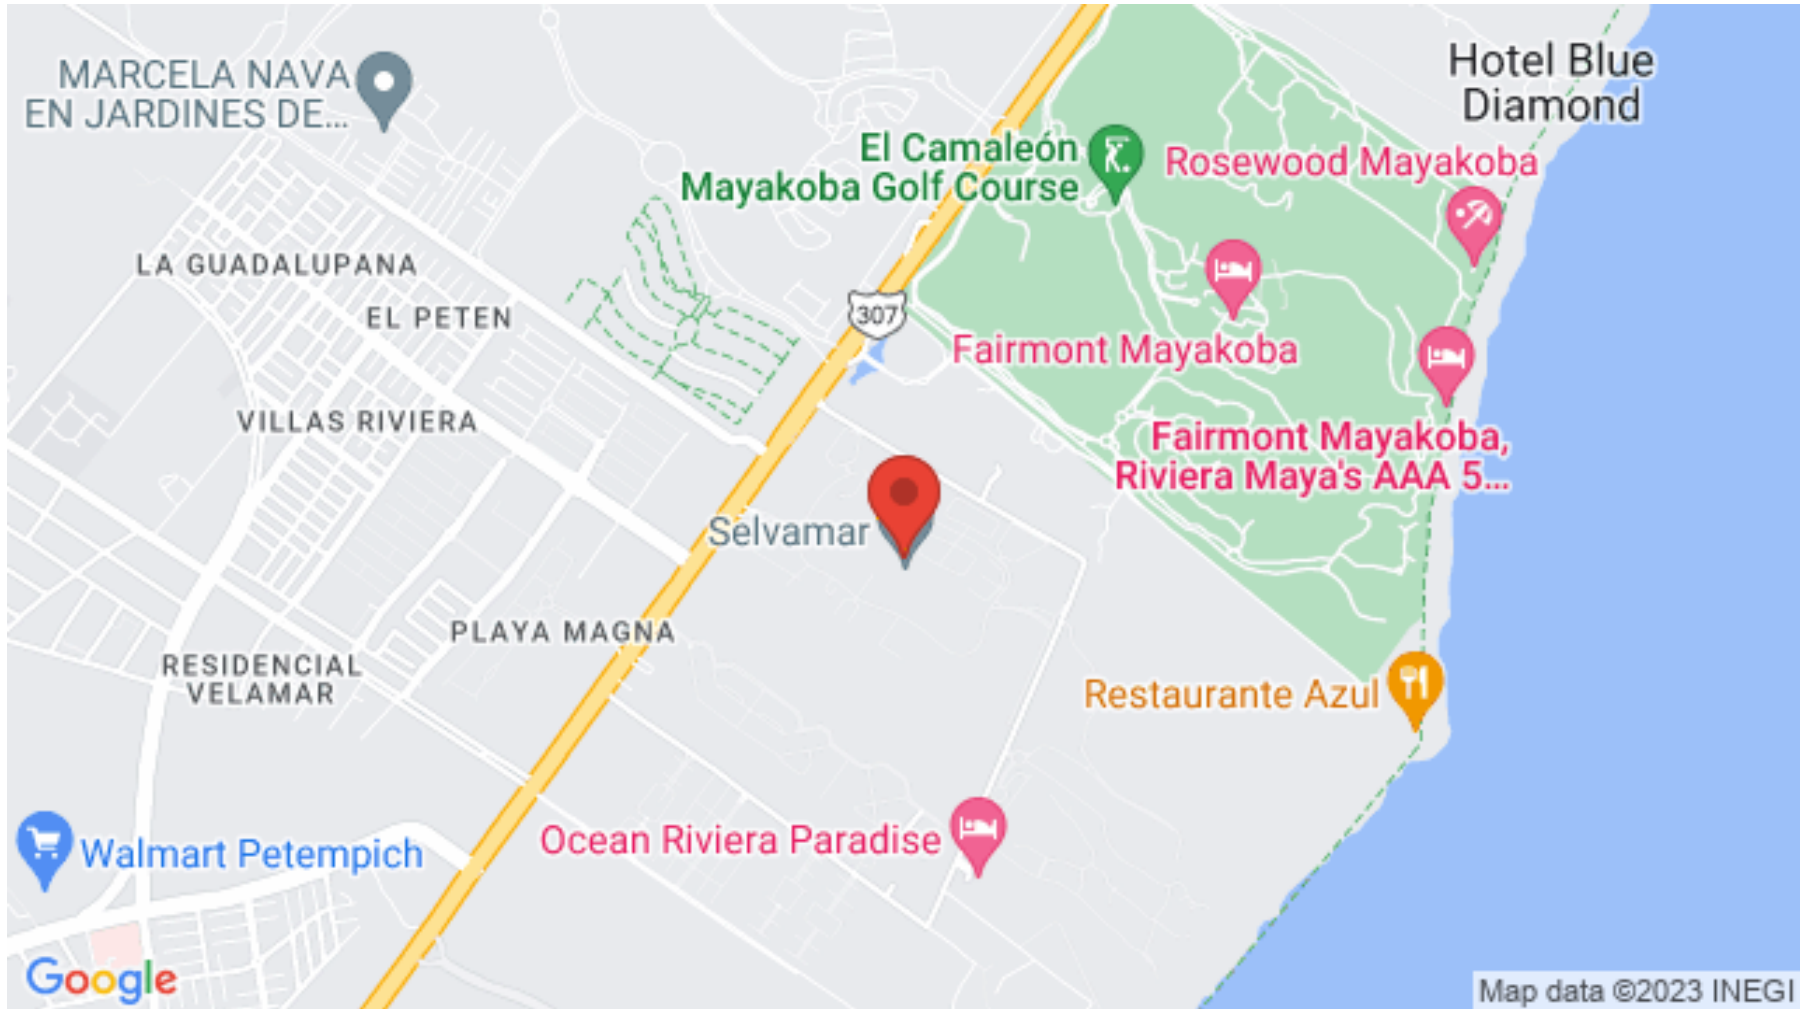 MARCELA NAVA
EN JARDINES DE...
Hotel Blue
Diamond
El Camaleón
Mayakoba Golf Course
Rosewood Mayakoba
LA GUADALUPANA
EL PETEN
307
Fairmont Mayakoba
VILLAS RIVIERA
Fairmont Mayakoba,
Riviera Maya's AAA 5...
Selvamar
PLAYA MAGNA
RESIDENCIAL
VELAMAR
Restaurante Azul
Ocean Riviera Paradise
Walmart Petempich
Google
Map data ©2023 INEGI